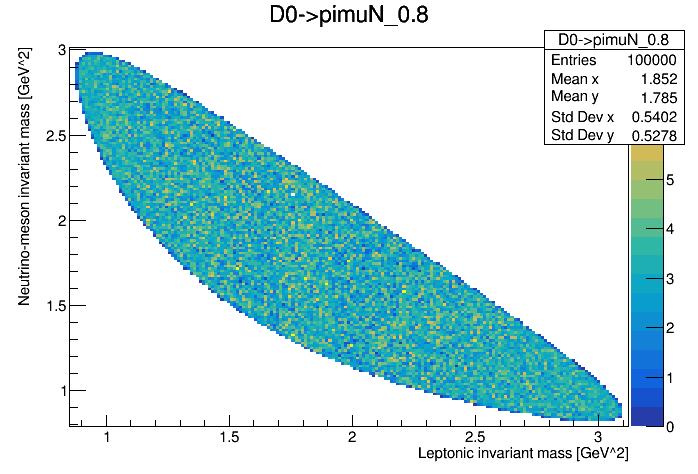 D0->pimuN_0.8
D0->pimuN_0.8
Entries 100000
Mean x 1.852
Mean y 1.785
Std Dev x 0.5402
Std Dev y 0.5278
Neutrino-meson invariant mass [GeV^2]
3
2.5
2
1.5
1
5
4
3
2
1
0
1 1.5 2 2.5 3
Leptonic invariant mass [GeV^2]